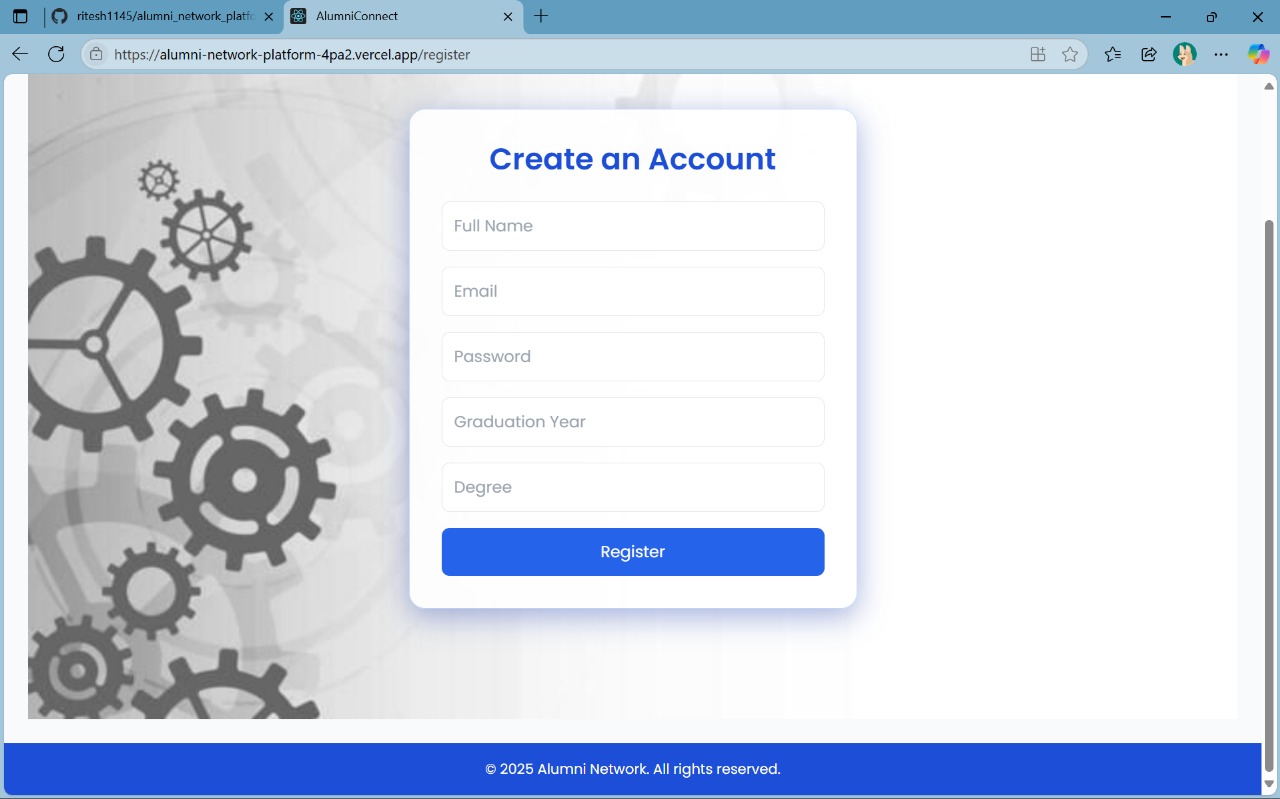 ritesh1145/alumni_network_platfo
AlumniConnect
https://alumni-network-platform-4pa2.vercel.app/register
Create an Account
Full Name
Email
Password
Graduation Year
Degree
Register
© 2025 Alumni Network. All rights reserved.